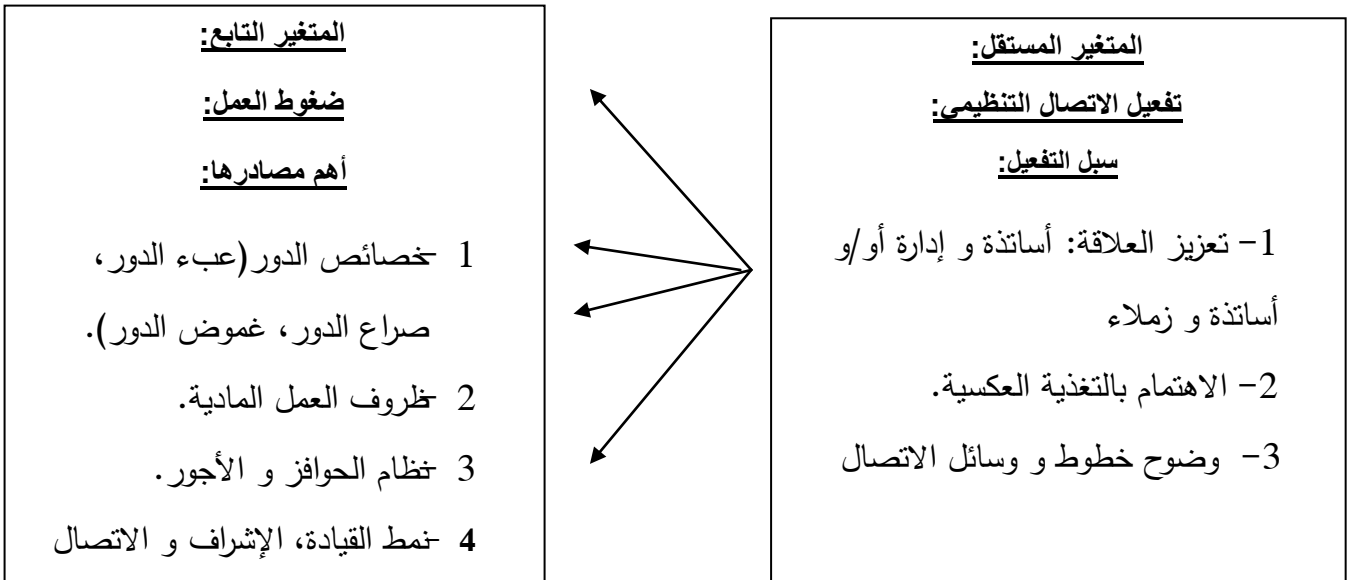 المتغير المستقل:
تفعيل الاتصال التنظيمي:
سبل التفعيل:
1- تعزيز العلاقة: أساتذة و إدارة أو/و
أساتذة و زملاء
2- الاهتمام بالتغذية العكسية.
3- وضوح خطوط و وسائل الاتصال
المتغير التابع:
ضغوط العمل:
أهم مصادرها:
1 -خصائص الدور(عبء الدور،
صراع الدور، غموض الدور).
2 -ظروف العمل المادية.
3 -نظام الحوافز و الأجور.
4 -نمط القيادة، الإشراف و الاتصال